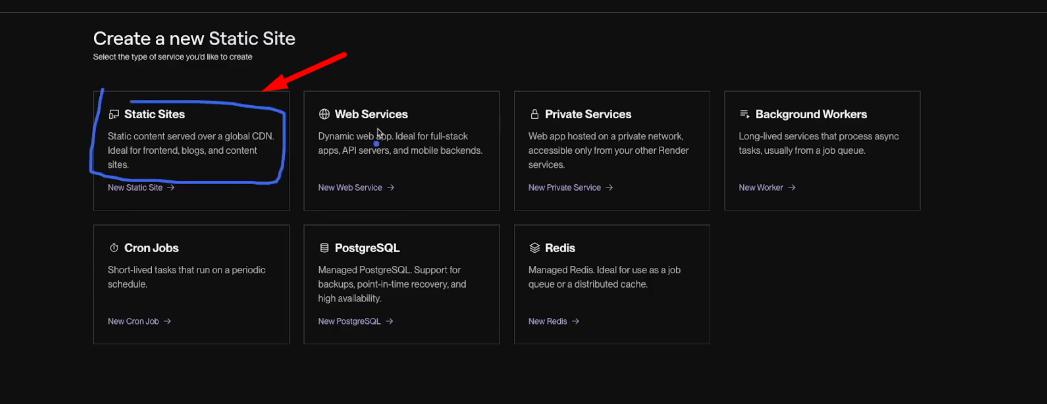 Create a new Static Site
Select the type of service you'd like to create
Static Sites
Static content served over a global CDN.
Ideal for frontend, blogs, and content
sites.
New Static Site →
Web Services
Dynamic web app. Ideal for full-stack
apps, API servers, and mobile backends.
New Web Service →
Private Services
Web app hosted on a private network,
accessible only from your other Render
services.
New Private Service →
Background Workers
Long-lived services that process async
tasks, usually from a job queue.
New Worker →
Cron Jobs
Short-lived tasks that run on a periodic
schedule.
New Cron Job →
PostgreSQL
Managed PostgreSQL. Support for
backups, point-in-time recovery, and
high availability.
New PostgreSQL →
Redis
Managed Redis. Ideal for use as a job
queue or a distributed cache.
New Redis →